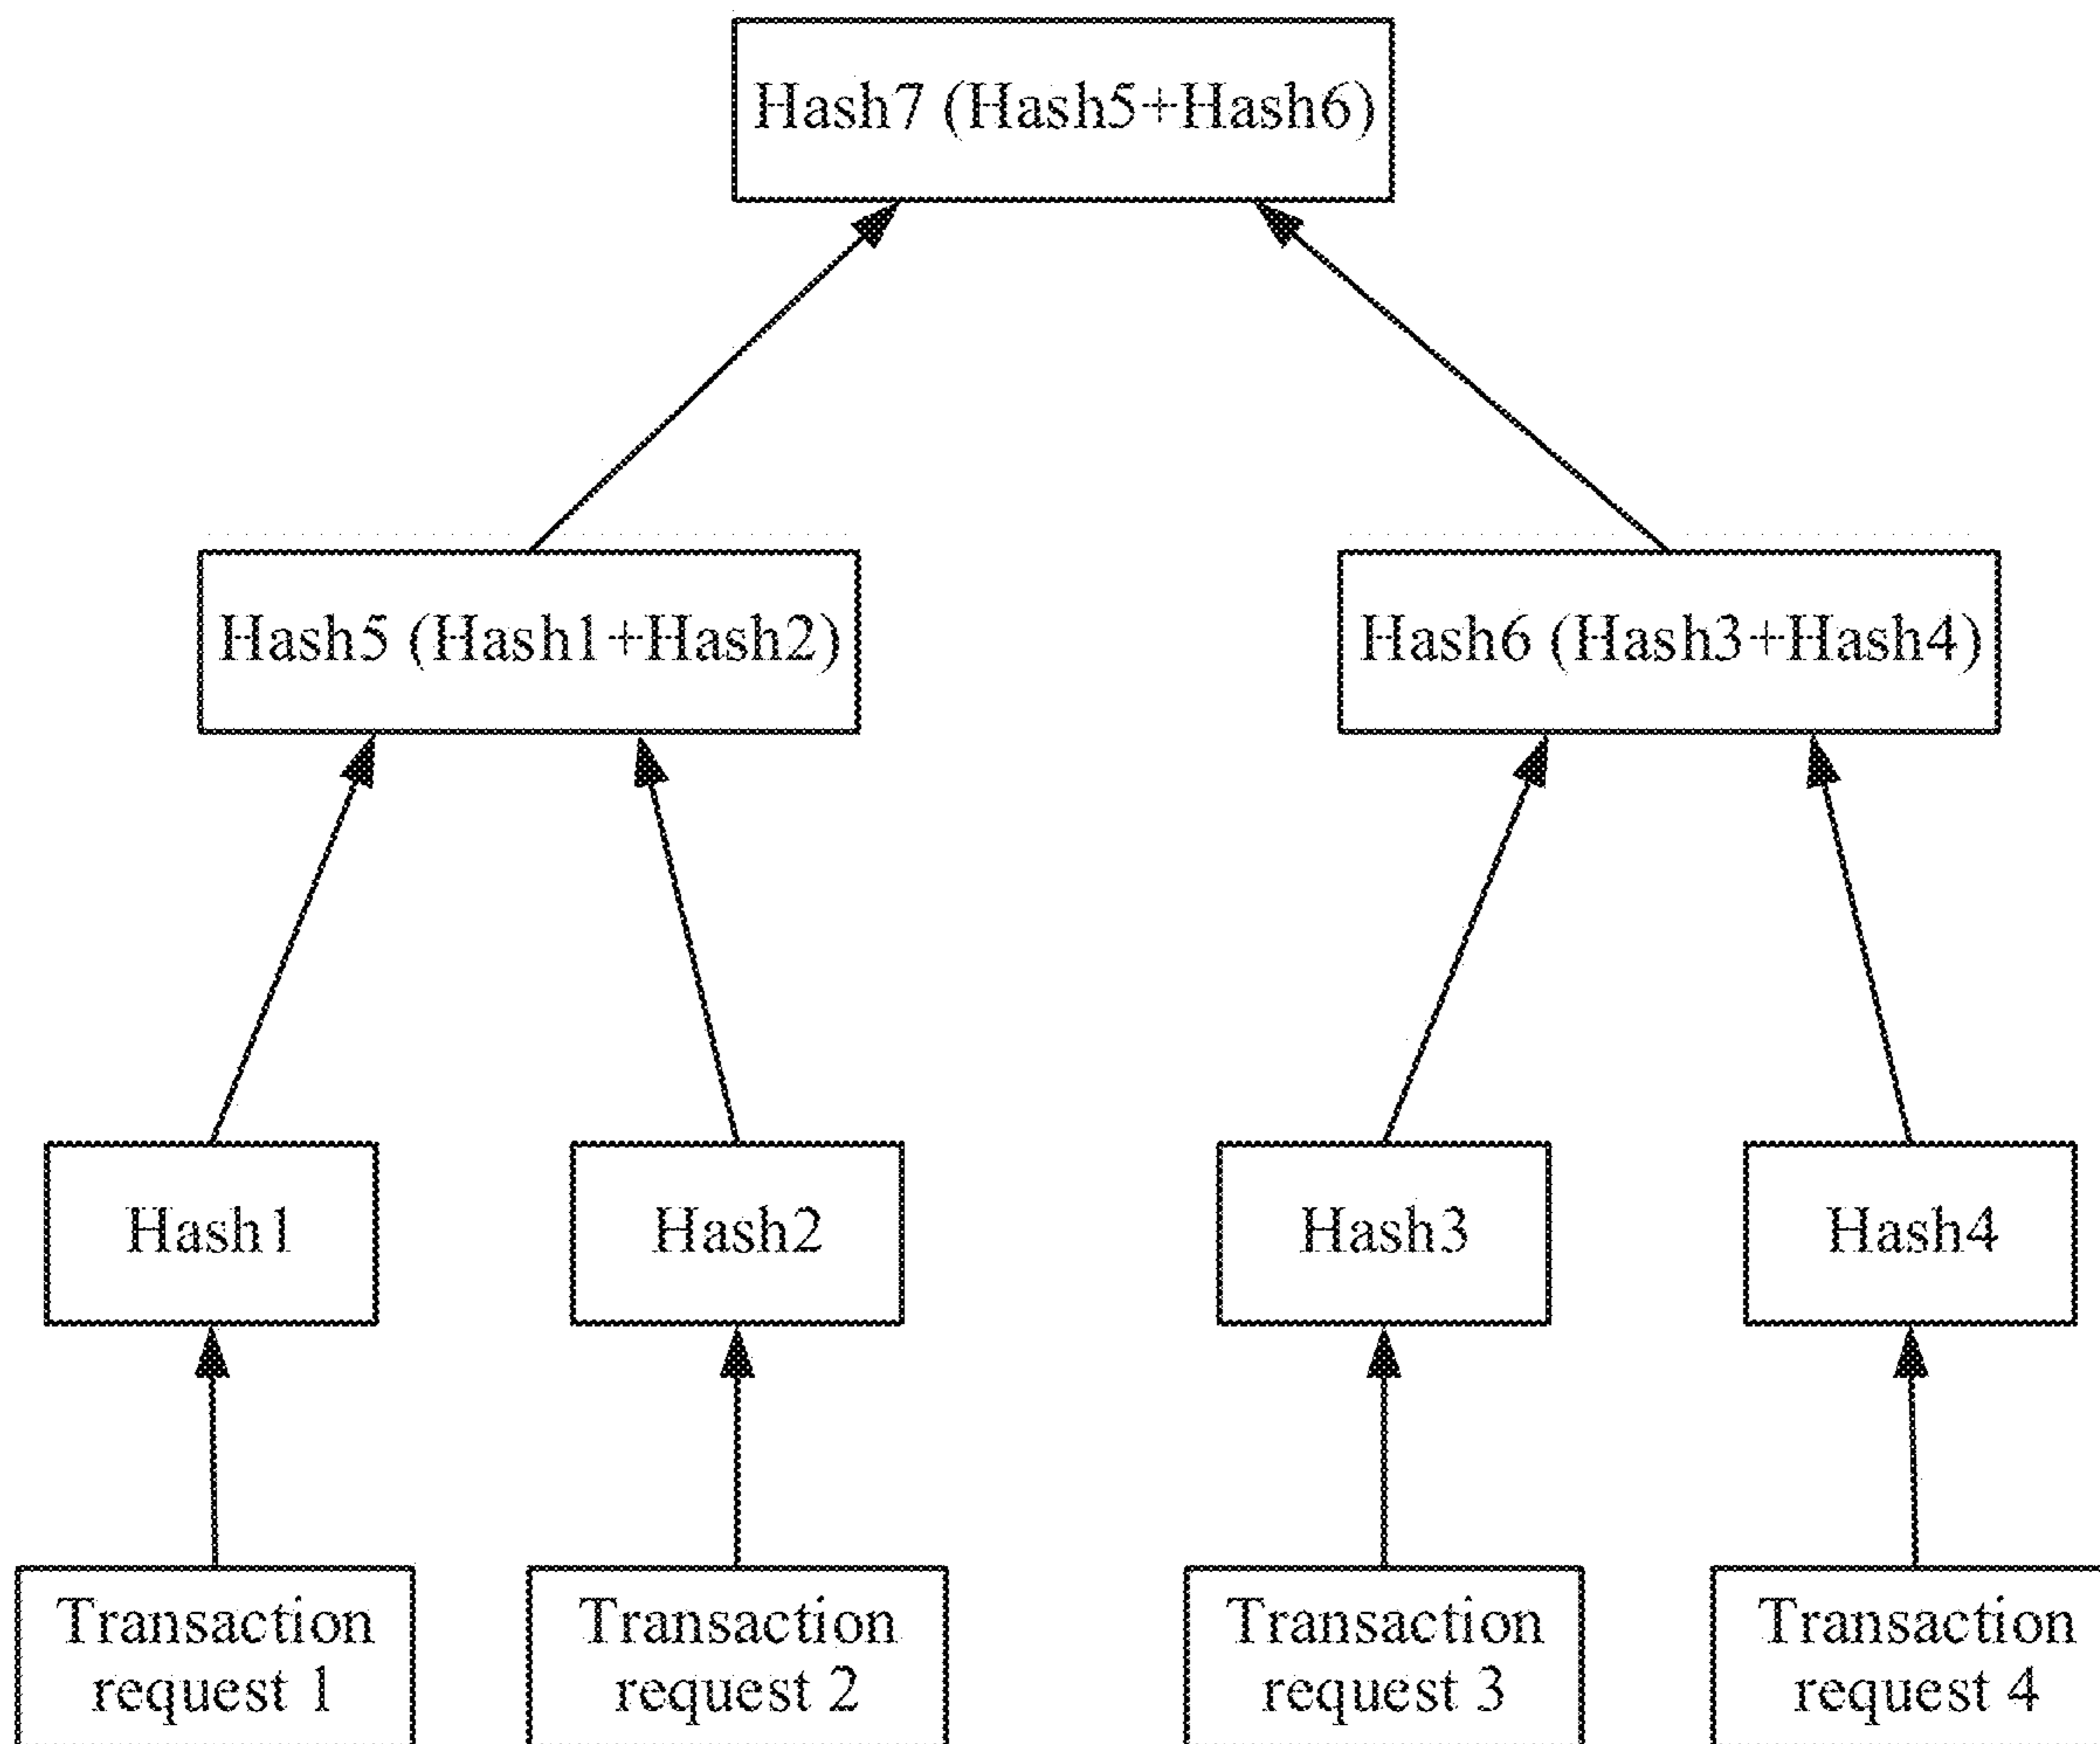 Hash7 (Hash5+Hash6)
Hash5 (Hash1+Hash2)
Hash6 (Hash3+Hash4)
Hash1
Hash2
Hash3
Hash4
Transaction
request 1
Transaction
request 2
Transaction
request 3
Transaction
request 4